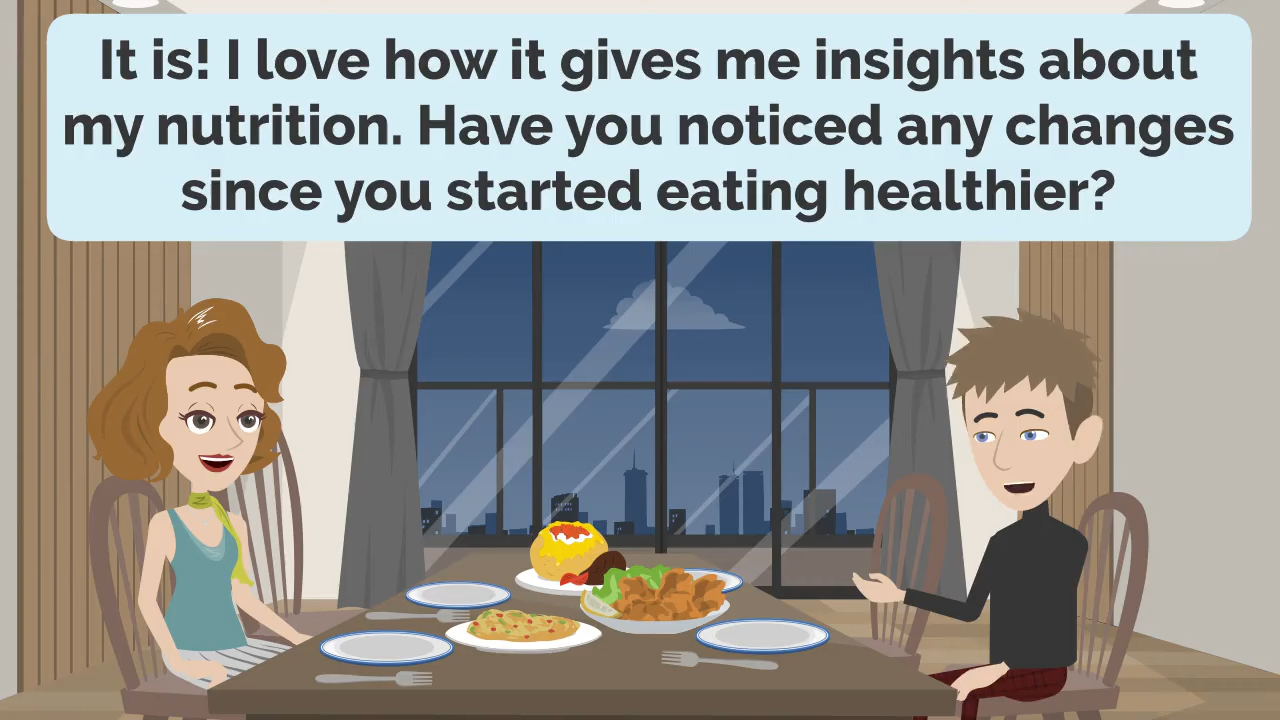 It is! I love how it gives me insights about
my nutrition. Have you noticed any changes
since you started eating healthier?